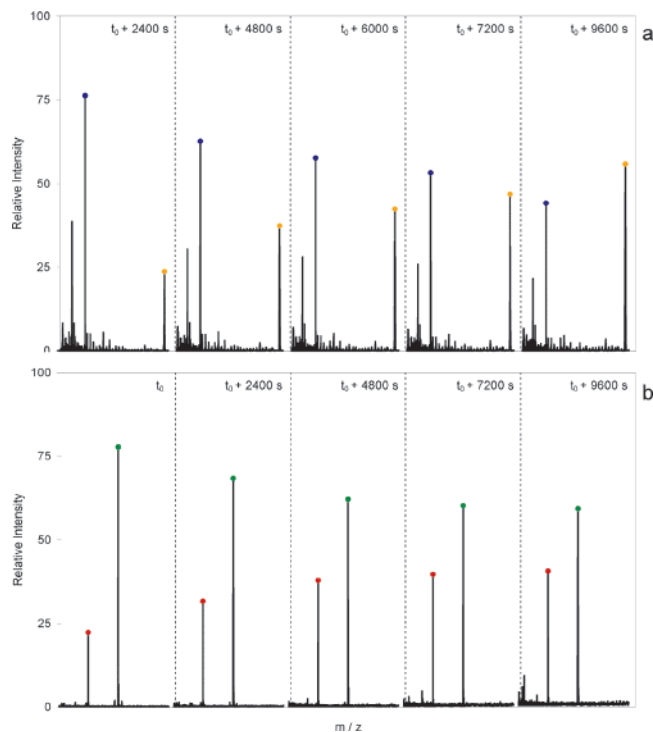 100
t₀ + 2400 s
t₀ + 4800 s
t₀ + 6000 s
t₀ + 7200 s
t₀ + 9600 s
a
75
50
25
0
Relative Intensity
100
t₀
t₀ + 2400 s
t₀ + 4800 s
t₀ + 7200 s
t₀ + 9600 s
b
75
50
25
0
Relative Intensity
m / z